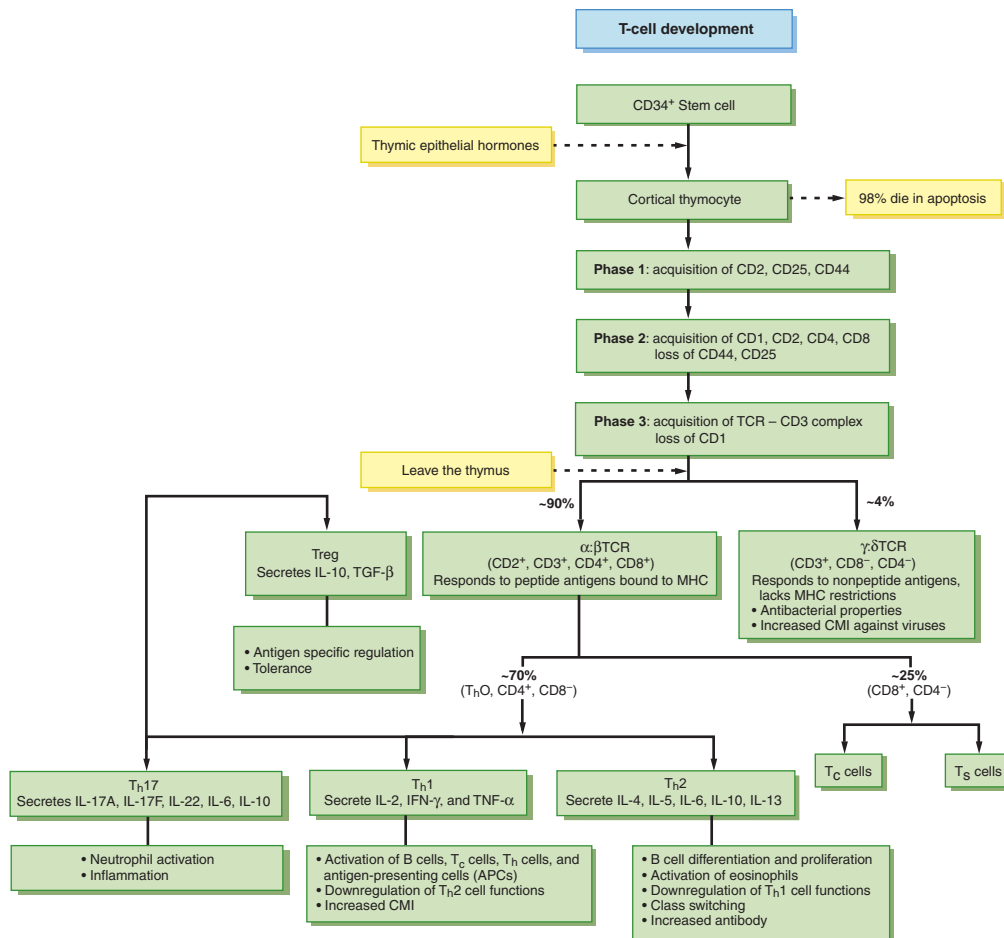 T-cell development
CD34⁺ Stem cell
Thymic epithelial hormones
Cortical thymocyte
98% die in apoptosis
Phase 1: acquisition of CD2, CD25, CD44
Phase 2: acquisition of CD1, CD2, CD4, CD8
loss of CD44, CD25
Phase 3: acquisition of TCR – CD3 complex
loss of CD1
Leave the thymus
~90%
~4%
Treg
Secretes IL-10, TGF-β
α:βTCR
(CD2⁺, CD3⁺, CD4⁺, CD8⁺)
Responds to peptide antigens bound to MHC
γ:δTCR
(CD3⁺, CD8⁻, CD4⁻)
Responds to nonpeptide antigens,
lacks MHC restrictions
• Antibacterial properties
• Increased CMI against viruses
• Antigen specific regulation
• Tolerance
~70%
(ThO, CD4⁺, CD8⁻)
~25%
(CD8⁺, CD4⁻)
TC cells
TS cells
Th17
Secretes IL-17A, IL-17F, IL-22, IL-6, IL-10
Th1
Secrete IL-2, IFN-γ, and TNF-α
Th2
Secrete IL-4, IL-5, IL-6, IL-10, IL-13
• Neutrophil activation
• Inflammation
• Activation of B cells, Tc cells, Th cells, and
antigen-presenting cells (APCs)
• Downregulation of Th2 cell functions
• Increased CMI
• B cell differentiation and proliferation
• Activation of eosinophils
• Downregulation of Th1 cell functions
• Class switching
• Increased antibody